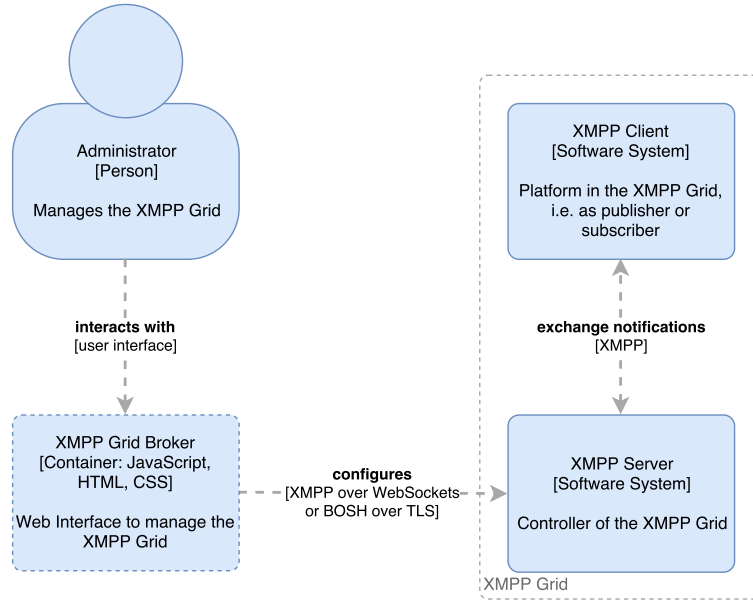 Administrator
[Person]
Manages the XMPP Grid
interacts with
[user interface]
XMPP Grid Broker
[Container: JavaScript,
HTML, CSS]
Web Interface to manage the
XMPP Grid
configures
[XMPP over WebSockets
or BOSH over TLS]
XMPP Client
[Software System]
Platform in the XMPP Grid,
i.e. as publisher or
subscriber
exchange notifications
[XMPP]
XMPP Server
[Software System]
Controller of the XMPP Grid
XMPP Grid